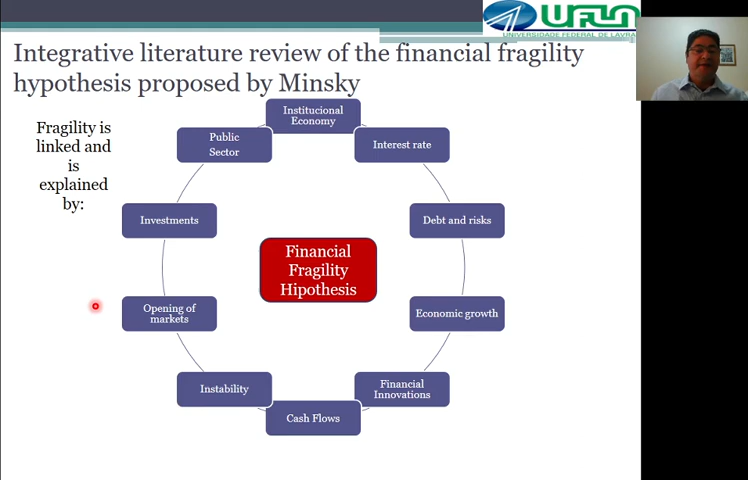 UFLA
UNIVERSIDADE FEDERAL DE LAVRAS
Integrative literature review of the financial fragility
hypothesis proposed by Minsky
Fragility is
linked and
is
explained
by:
Institucional
Economy
Interest rate
Debt and risks
Economic growth
Financial
Innovations
Cash Flows
Instability
Opening of
markets
Investments
Public
Sector
Financial
Fragility
Hipothesis